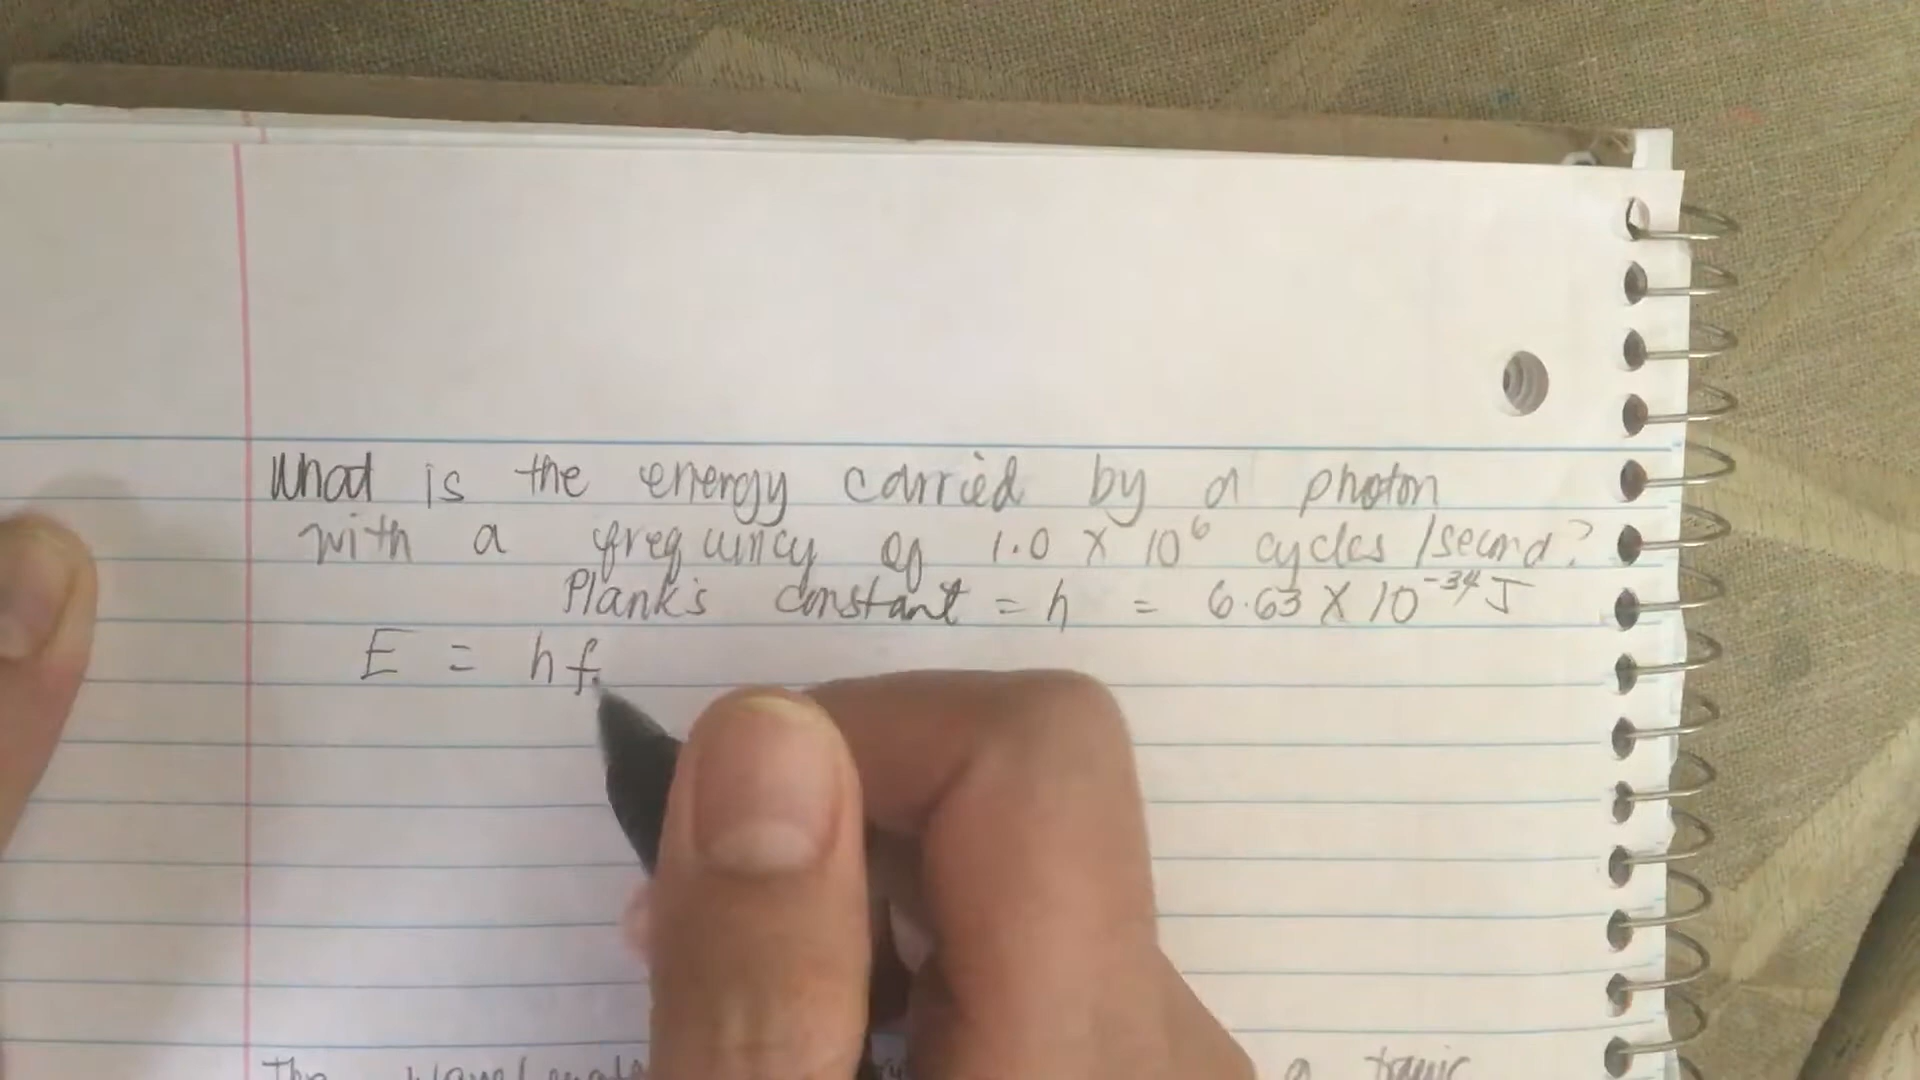 What is the energy carried by a photon
with a frequency of 1.0 X 10⁶ cycles /second?
Plank's constant = h = 6.63 X 10⁻³⁴ J
E = hf
The a